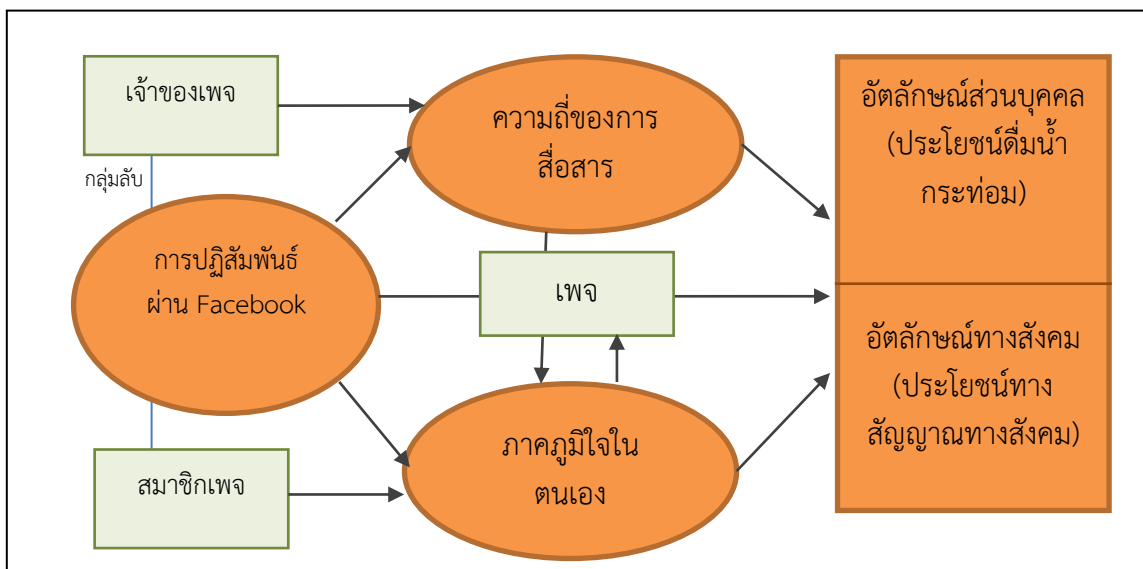 เจ้าของเพจ
กลุ่มลับ
การปฏิสัมพันธ์
ผ่าน Facebook
สมาชิกเพจ
ความถี่ของการ
สื่อสาร
เพจ
ภาคภูมิใจใน
ตนเอง
อัตลักษณ์ส่วนบุคคล
(ประโยชน์ดื่มน้ำ
กระท่อม)
อัตลักษณ์ทางสังคม
(ประโยชน์ทาง
สัญญาณทางสังคม)